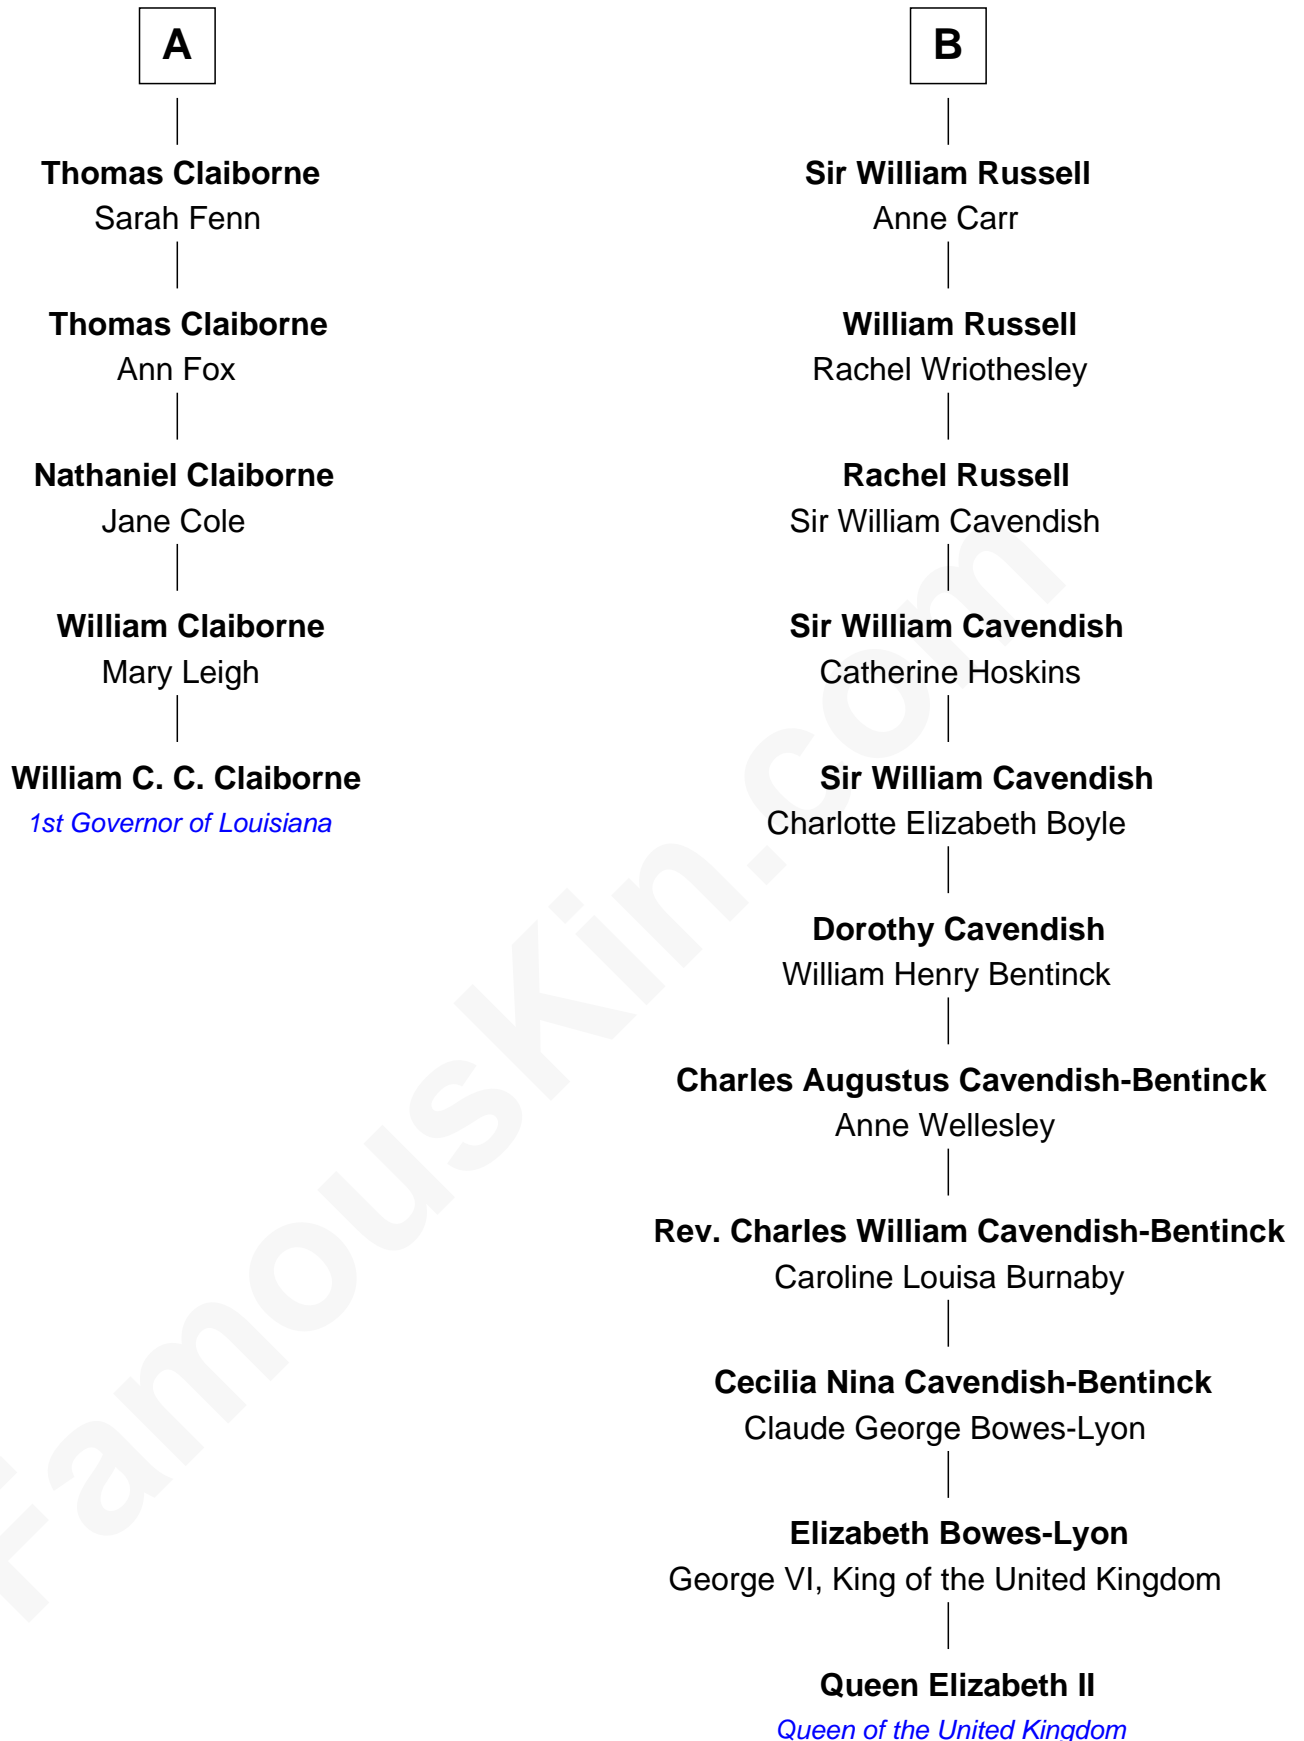 A
Thomas Claiborne
Sarah Fenn
Thomas Claiborne
Ann Fox
Nathaniel Claiborne
Jane Cole
William Claiborne
Mary Leigh
William C. C. Claiborne
1st Governor of Louisiana
B
Sir William Russell
Anne Carr
William Russell
Rachel Wriothesley
Rachel Russell
Sir William Cavendish
Sir William Cavendish
Catherine Hoskins
Sir William Cavendish
Charlotte Elizabeth Boyle
Dorothy Cavendish
William Henry Bentinck
Charles Augustus Cavendish-Bentinck
Anne Wellesley
Rev. Charles William Cavendish-Bentinck
Caroline Louisa Burnaby
Cecilia Nina Cavendish-Bentinck
Claude George Bowes-Lyon
Elizabeth Bowes-Lyon
George VI, King of the United Kingdom
Queen Elizabeth II
Queen of the United Kingdom
FamousKin.com